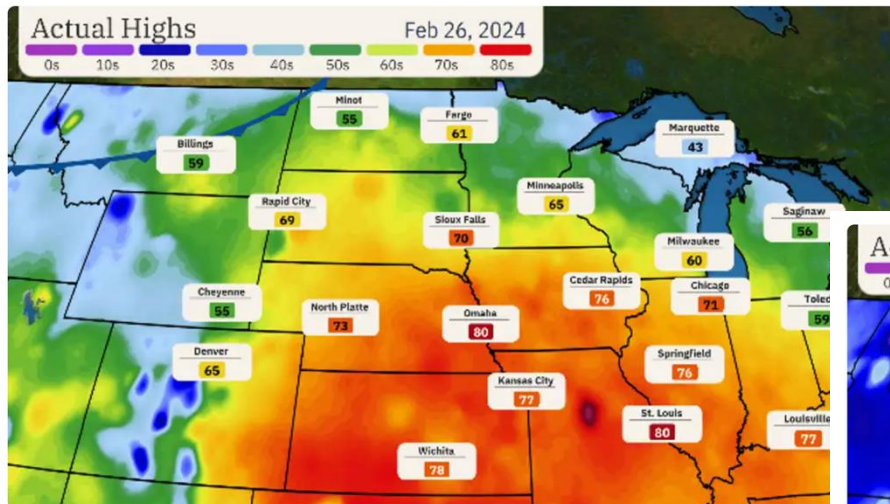 Actual Highs
Feb 26, 2024
0s 10s 20s 30s 40s 50s 60s 70s 80s
Minot
55
Fargo
61
Marquette
43
Billings
59
Rapid City
69
Minneapolis
65
Sioux Falls
70
Saginaw
56
Milwaukee
60
Cheyenne
55
North Platte
73
Omaha
80
Cedar Rapids
76
Chicago
71
Toled
59
Denver
65
Springfield
76
Kansas City
77
St. Louis
80
Louisville
77
Wichita
78
A
0